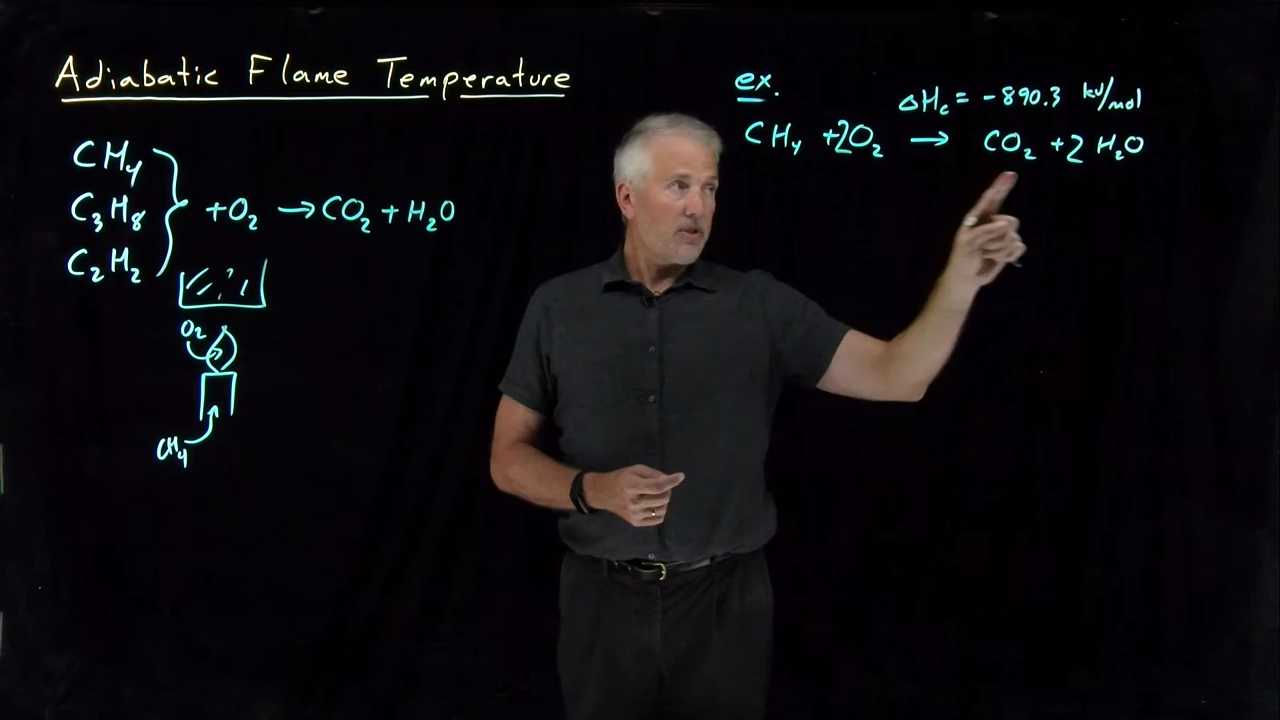 Adiabatic Flame Temperature
CH₄
C₃H₈
C₂H₂
+O₂ → CO₂ + H₂O
O₂
CH₄
ex.
ΔH꜀ = -890.3 kJ/mol
CH₄ + 2O₂ → CO₂ + 2 H₂O